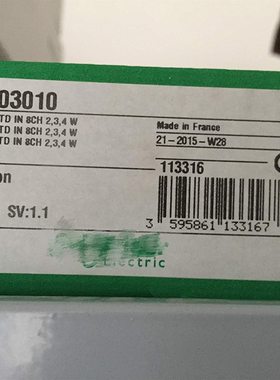 03010
TD IN 8CH 2,3,4 W
TD IN 8CH 2,3,4 W
TD IN 8CH 2,3,4 W
Made in France
21-2015-W28
on
113316
SV:1.1
3 595861 133167
Electric